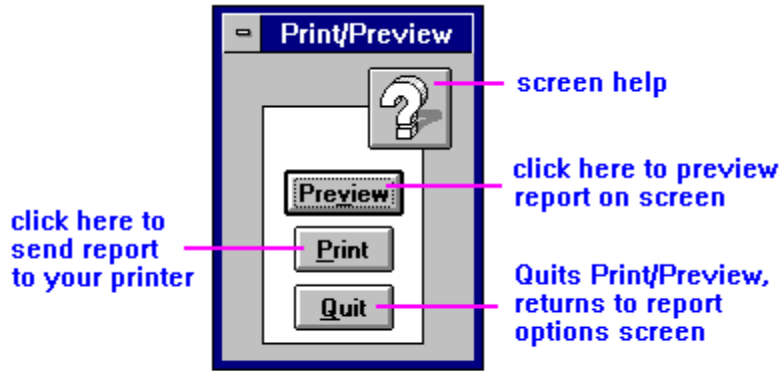 Print/Preview
?
screen help
click here to preview
report on screen
Preview
click here to
send report
to your printer
Print
Quit
Quits Print/Preview,
returns to report
options screen